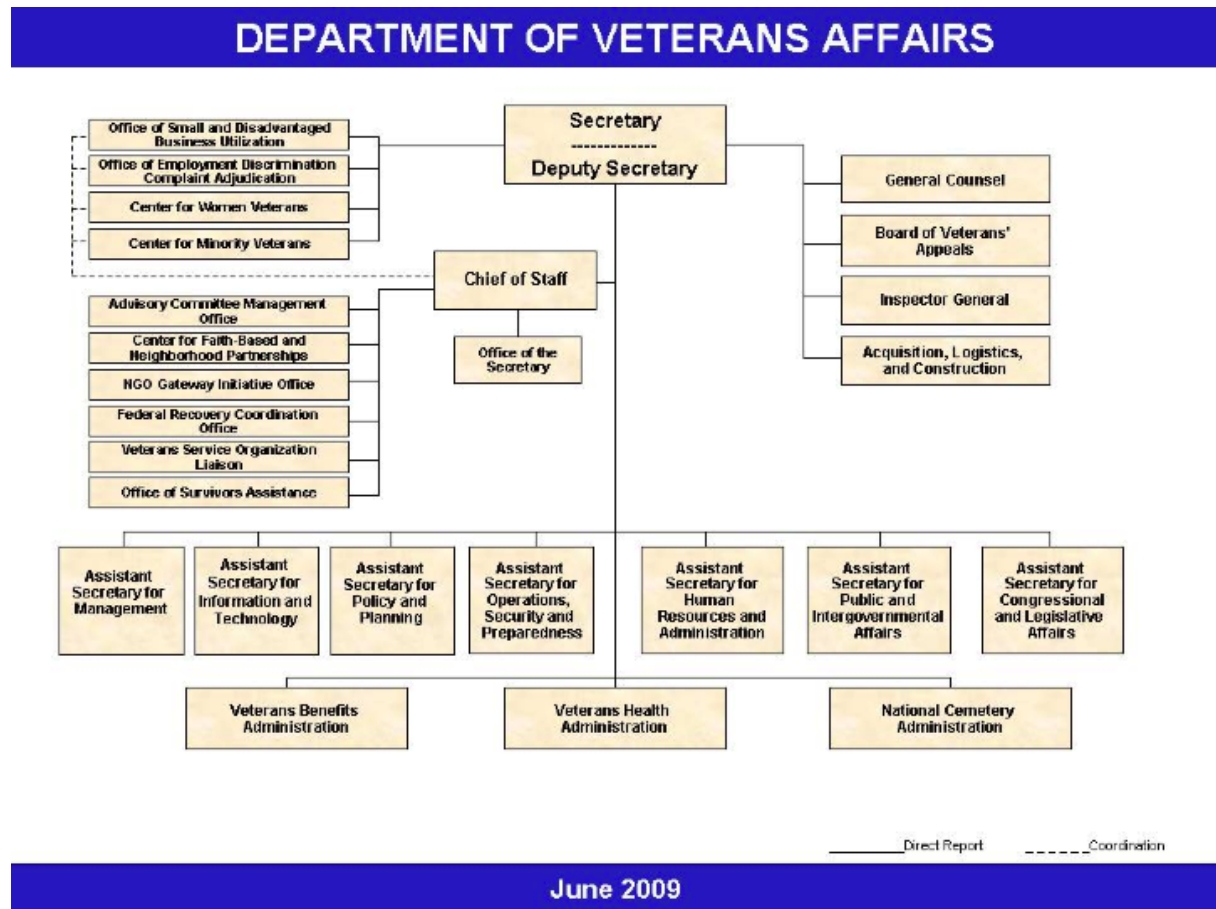 DEPARTMENT OF VETERANS AFFAIRS
Secretary
-------------
Deputy Secretary
Office of Small and Disadvantaged
Business Utilization
Office of Employment Discrimination
Complaint Adjudication
Center for Women Veterans
Center for Minority Veterans
General Counsel
Board of Veterans'
Appeals
Inspector General
Acquisition, Logistics,
and Construction
Chief of Staff
Office of the
Secretary
Advisory Committee Management
Office
Center for Faith-Based and
Neighborhood Partnerships
NGO Gateway Initiative Office
Federal Recovery Coordination
Office
Veterans Service Organization
Liaison
Office of Survivors Assistance
Assistant
Secretary for
Management
Assistant
Secretary for
Information and
Technology
Assistant
Secretary for
Policy and
Planning
Assistant
Secretary for
Operations,
Security and
Preparedness
Assistant
Secretary for
Human
Resources and
Administration
Assistant
Secretary for
Public and
Intergovernmental
Affairs
Assistant
Secretary for
Congressional
and Legislative
Affairs
Veterans Benefits
Administration
Veterans Health
Administration
National Cemetery
Administration
Direct Report
Coordination
June 2009